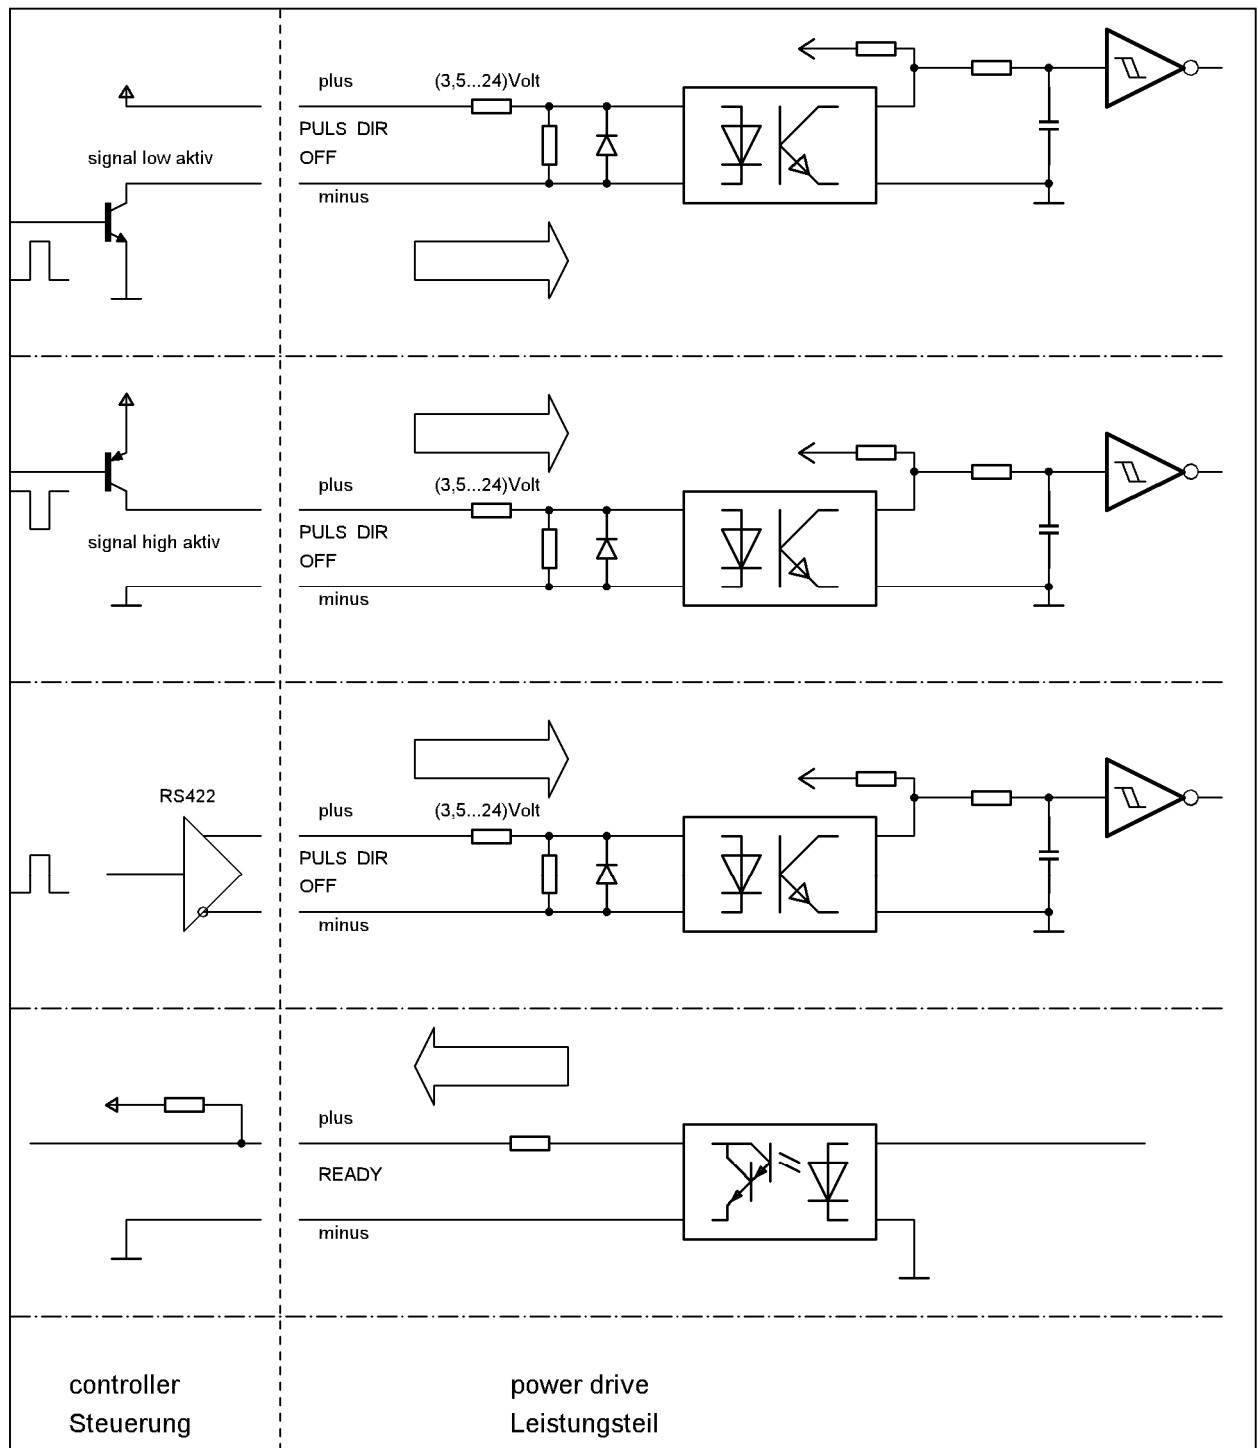 plus
(3,5...24)Volt
PULS DIR
OFF
signal low aktiv
minus
plus
(3,5...24)Volt
PULS DIR
signal high aktiv
OFF
minus
RS422
plus
(3,5...24)Volt
PULS DIR
OFF
minus
plus
READY
minus
controller
Steuerung
power drive
Leistungsteil